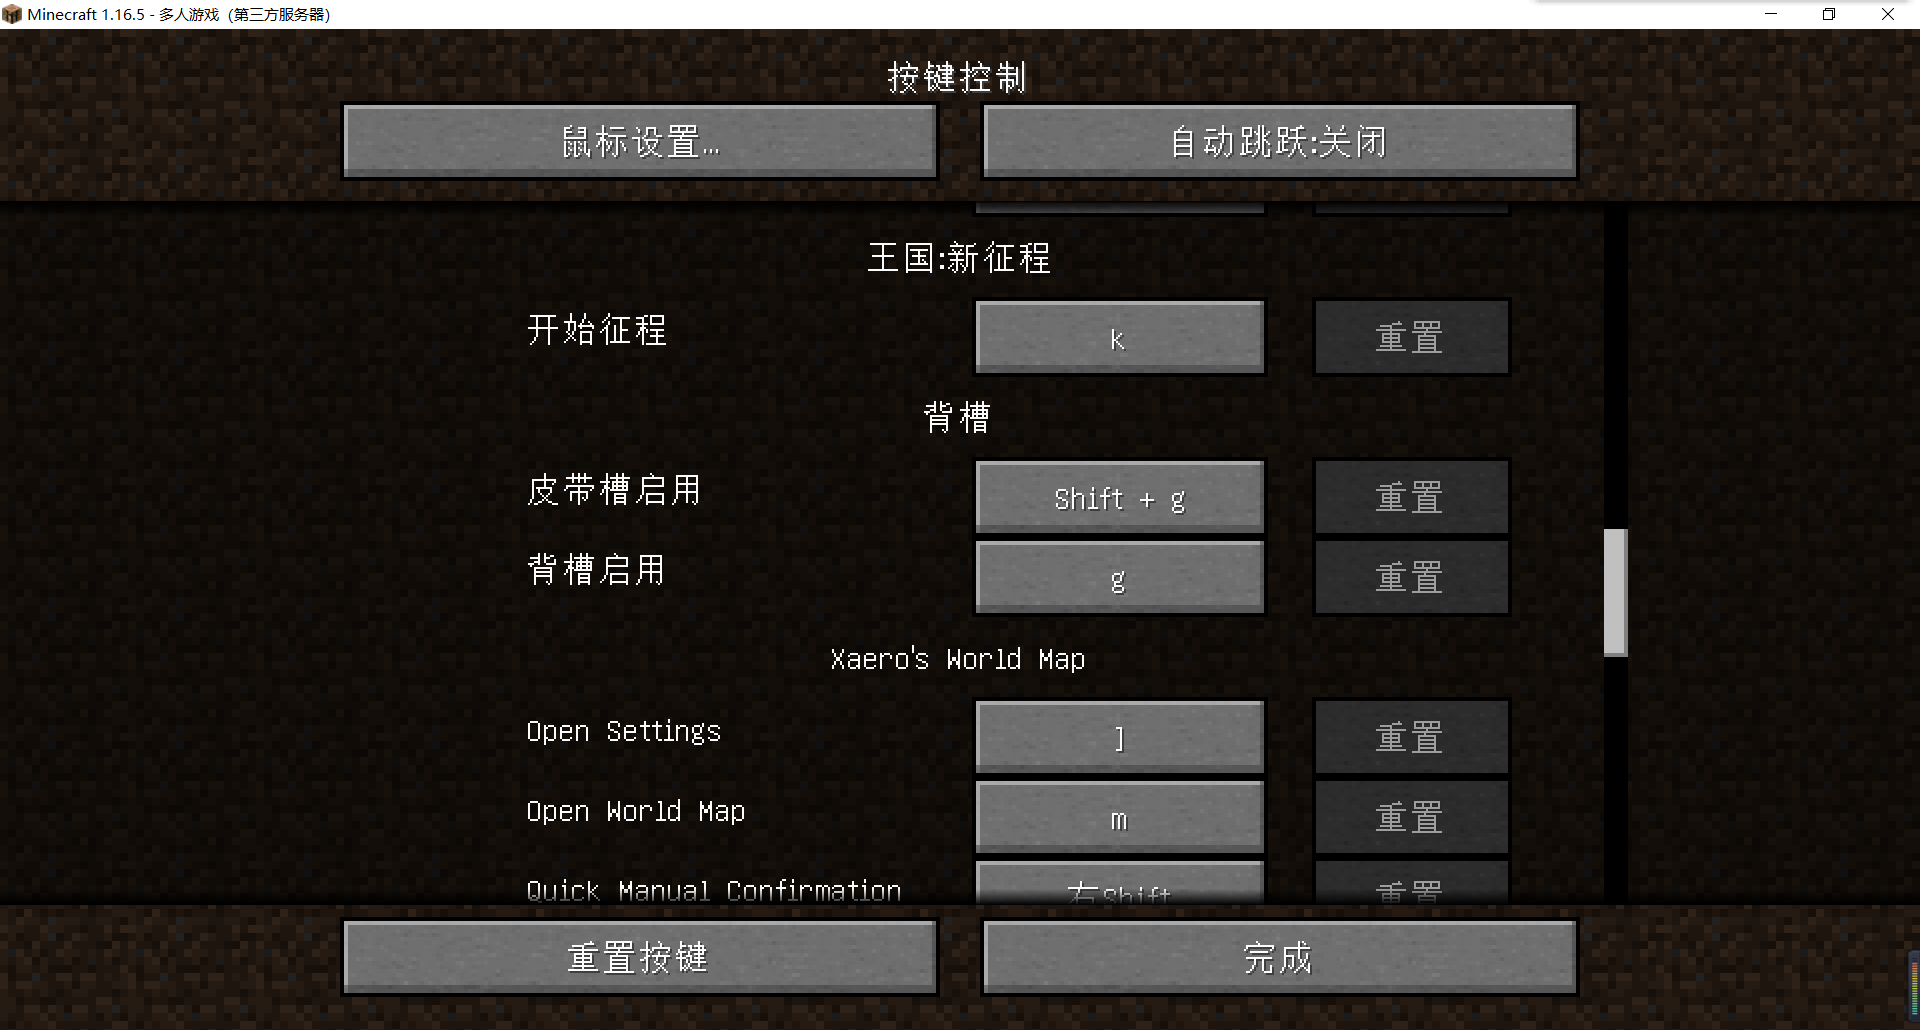 Minecraft 1.16.5 - 多人游戏（第三方服务器）
按键控制
鼠标设置...
自动跳跃:关闭
王国:新征程
开始征程
k
重置
背槽
皮带槽启用
Shift + g
重置
背槽启用
g
重置
Xaero's World Map
Open Settings
]
重置
Open World Map
m
重置
Quick Manual Confirmation
右Shift
重置
重置按键
完成